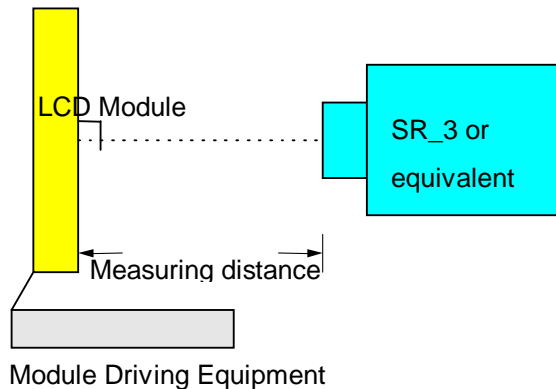 LCD Module
SR_3 or
equivalent
Measuring distance
Module Driving Equipment